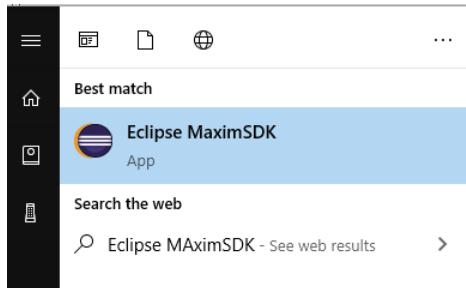 Best match
Eclipse MaximSDK
App
Search the web
Eclipse MAximSDK - See web results